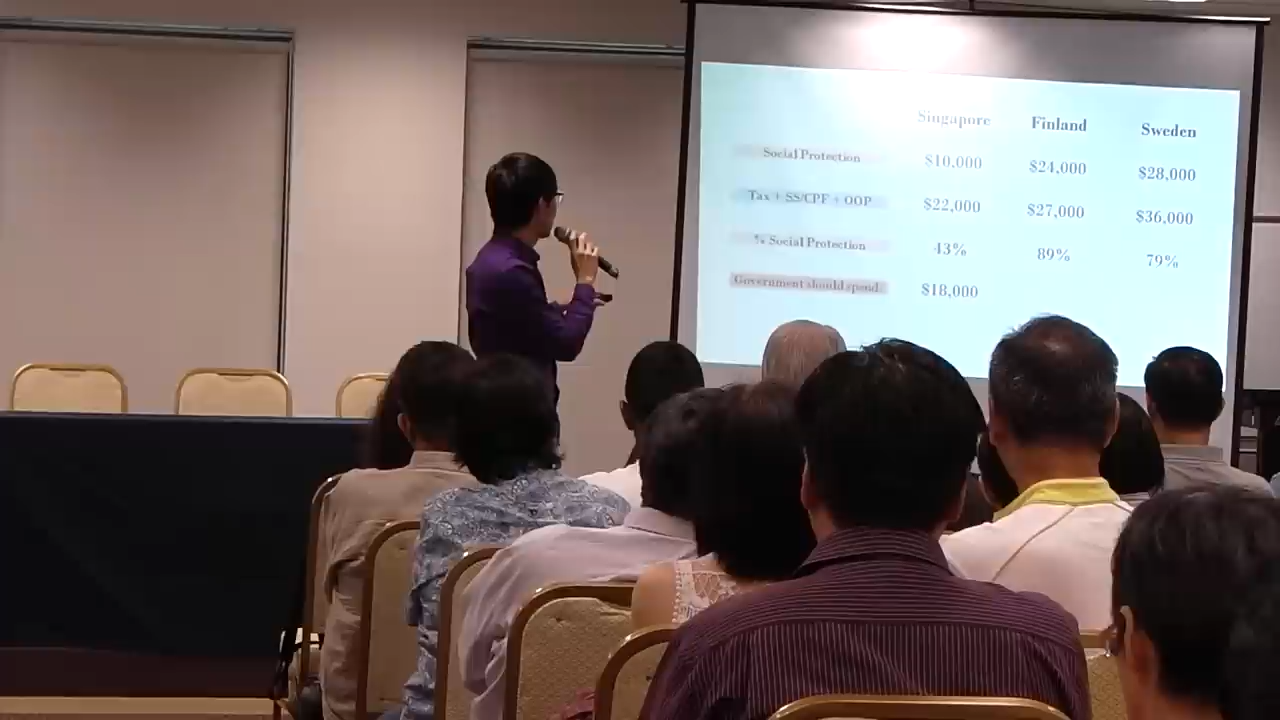 Singapore Finland Sweden
Social Protection $10,000 $24,000 $28,000
Tax + SS/CPF + OOP $22,000 $27,000 $36,000
% Social Protection 43% 89% 79%
Government should spend $18,000